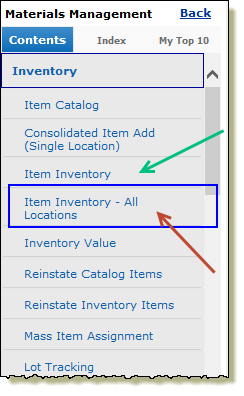 Materials Management Back
Contents Index My Top 10
Inventory
Item Catalog
Consolidated Item Add
(Single Location)
Item Inventory
Item Inventory - All
Locations
Inventory Value
Reinstate Catalog Items
Reinstate Inventory Items
Mass Item Assignment
Lot Tracking